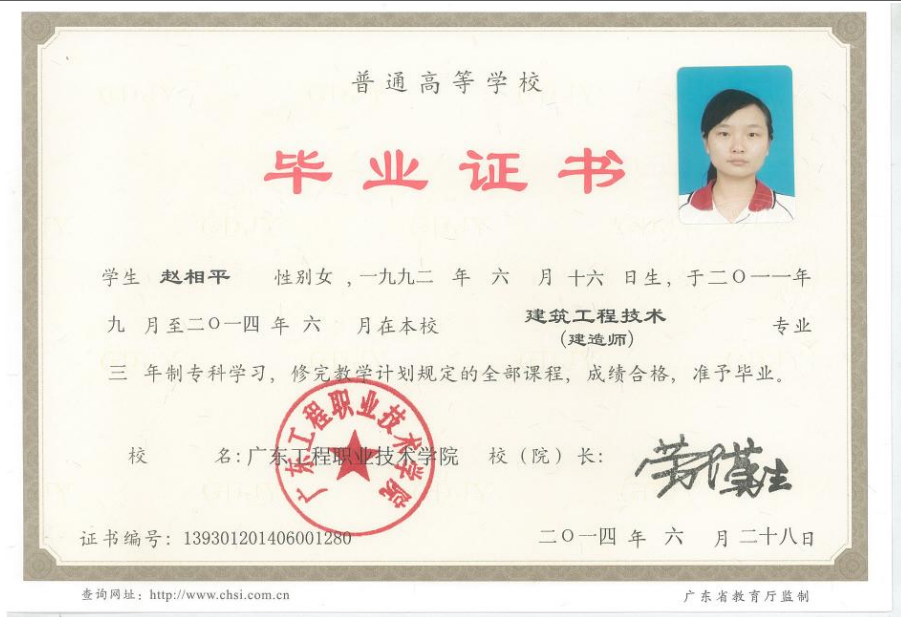 普通高等学校
毕业证书
学生 赵相平 性别女 ,一九九二 年 六 月 十六 日生, 于二〇一一年
九 月至二〇一四 年 六 月在本校 建筑工程技术 专业
(建造师)
三 年制专科学习, 修完教学计划规定的全部课程, 成绩合格, 准予毕业。
广东工程职业技术学院
校 名: 广东工程职业技术学院 校（院）长:
证书编号: 139301201406001280 二〇一四 年 六 月 二十八日
查询网址: http://www.chsi.com.cn 广东省教育厅监制